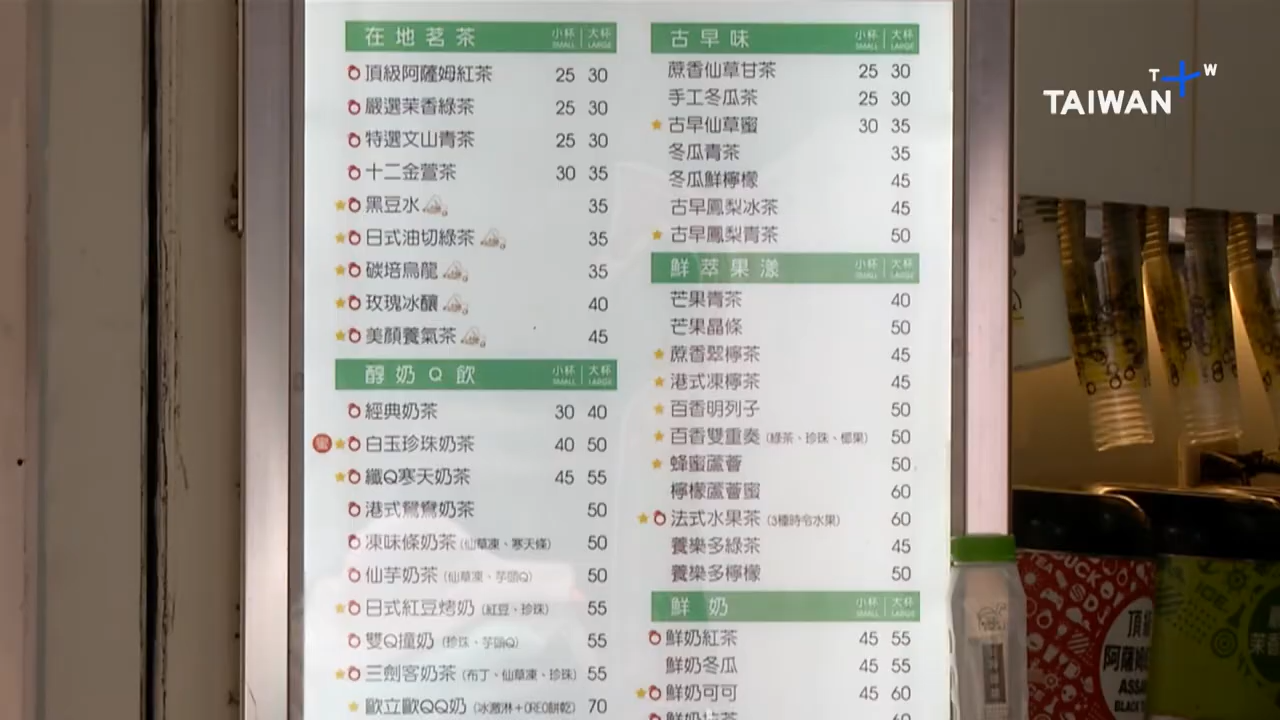 在地茗茶 小杯 SMALL 大杯 LARGE
頂級阿薩姆紅茶 25 30
嚴選茉香綠茶 25 30
特選文山青茶 25 30
十二金萱茶 30 35
黑豆水 35
日式油切綠茶 35
碳培烏龍 35
玫瑰冰釀 40
美顏養氣茶 45
醇奶Q飲 小杯 SMALL 大杯 LARGE
經典奶茶 30 40
白玉珍珠奶茶 40 50
纖Q寒天奶茶 45 55
港式鴛鴦奶茶 50
凍味條奶茶(仙草凍、寒天條) 50
仙芋奶茶(仙草凍、芋頭Q) 50
日式紅豆烤奶(紅豆、珍珠) 55
雙Q撞奶(珍珠、芋頭Q) 55
三劍客奶茶(布丁、仙草凍、珍珠) 55
歐立歐QQ奶(冰激淋+OREO餅乾) 70
古早味 小杯 SMALL 大杯 LARGE
蔗香仙草甘茶 25 30
手工冬瓜茶 25 30
古早仙草蜜 30 35
冬瓜青茶 35
冬瓜鮮檸檬 45
古早鳳梨冰茶 45
古早鳳梨青茶 50
鮮萃果漾 小杯 SMALL 大杯 LARGE
芒果青茶 40
芒果晶條 50
蔗香翠檸茶 45
港式凍檸茶 45
百香明列子 50
百香雙重奏(綠茶、珍珠、椰果) 50
蜂蜜蘆薈 50
檸檬蘆薈蜜 60
法式水果茶(3種時令水果) 60
養樂多綠茶 45
養樂多檸檬 50
鮮奶 小杯 SMALL 大杯 LARGE
鮮奶紅茶 45 55
鮮奶冬瓜 45 55
鮮奶可可 45 60
T W
TAIWAN
頂級
阿薩姆
ASSA
BLACK T
茉香